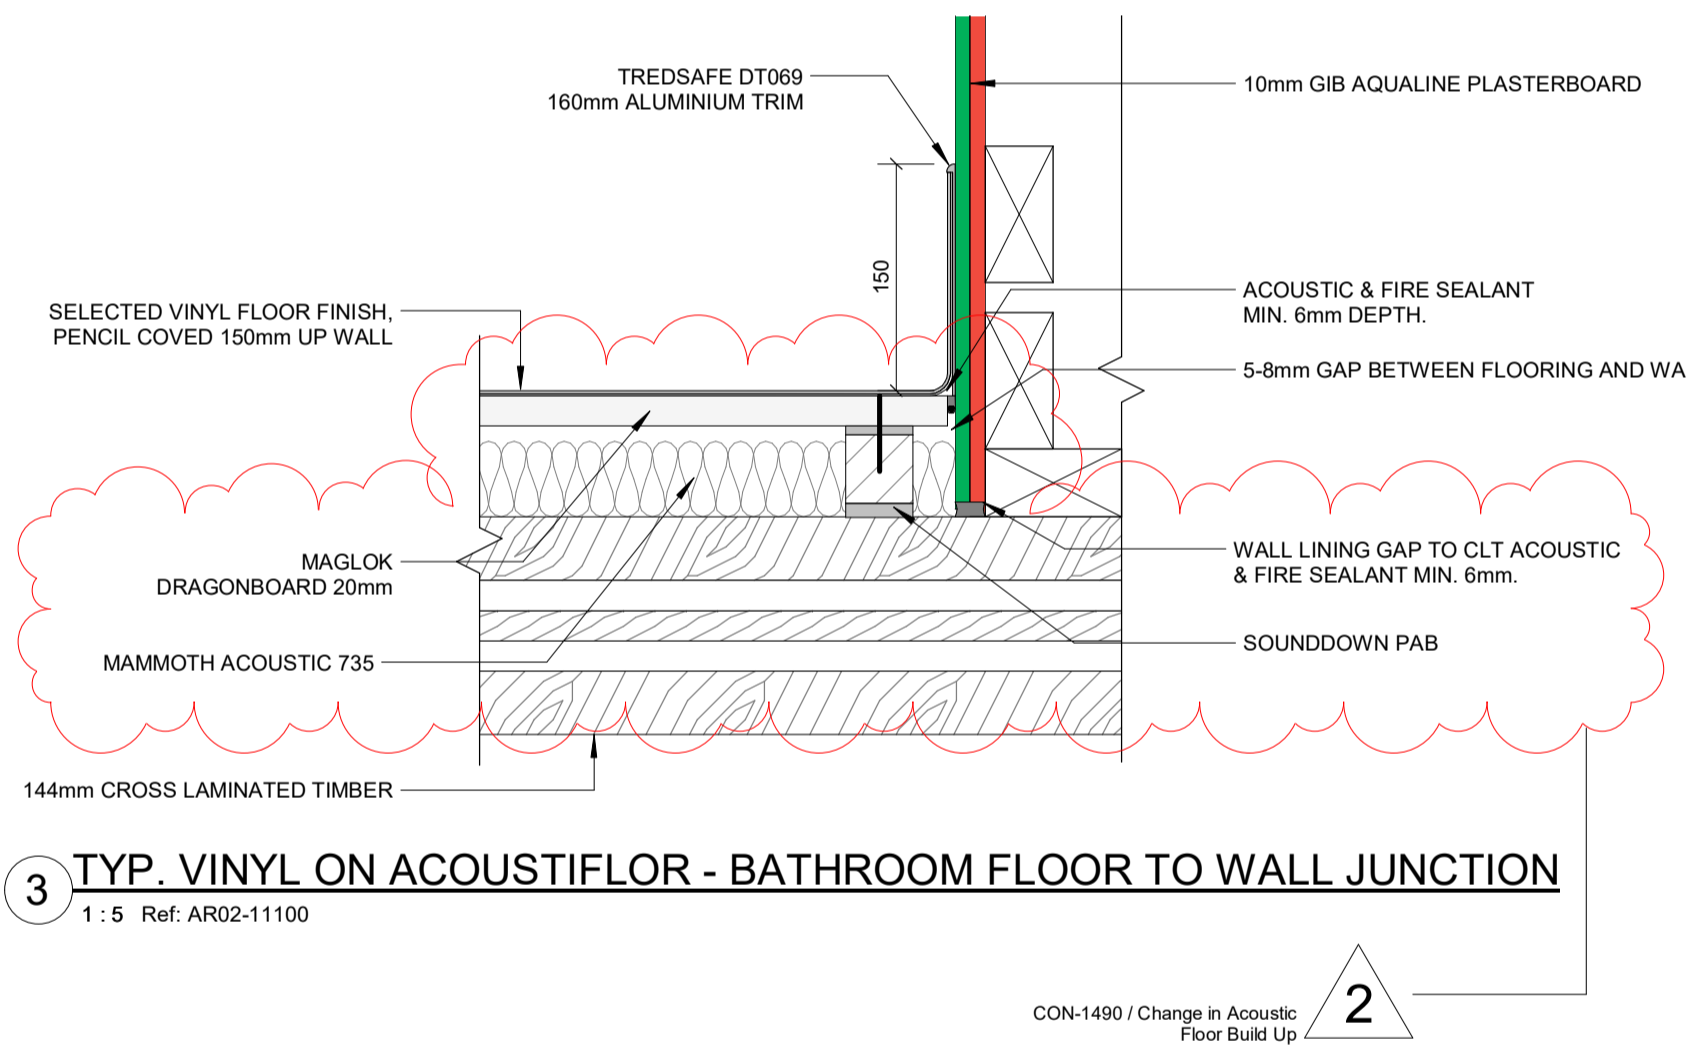 TREDSAFE DT069
160mm ALUMINIUM TRIM
10mm GIB AQUALINE PLASTERBOARD
150
SELECTED VINYL FLOOR FINISH,
PENCIL COVED 150mm UP WALL
ACOUSTIC & FIRE SEALANT
MIN. 6mm DEPTH.
5-8mm GAP BETWEEN FLOORING AND WA
MAGLOK
DRAGONBOARD 20mm
WALL LINING GAP TO CLT ACOUSTIC
& FIRE SEALANT MIN. 6mm.
MAMMOTH ACOUSTIC 735
SOUNDDOWN PAB
144mm CROSS LAMINATED TIMBER
3 TYP. VINYL ON ACOUSTIFLOR - BATHROOM FLOOR TO WALL JUNCTION
1 : 5 Ref: AR02-11100
CON-1490 / Change in Acoustic
Floor Build Up
2